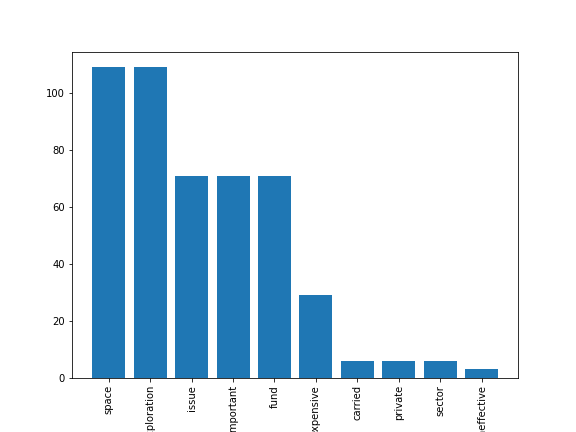 100
80
60
40
20
0
space
ploration
issue
mportant
fund
xpensive
carried
private
sector
effective